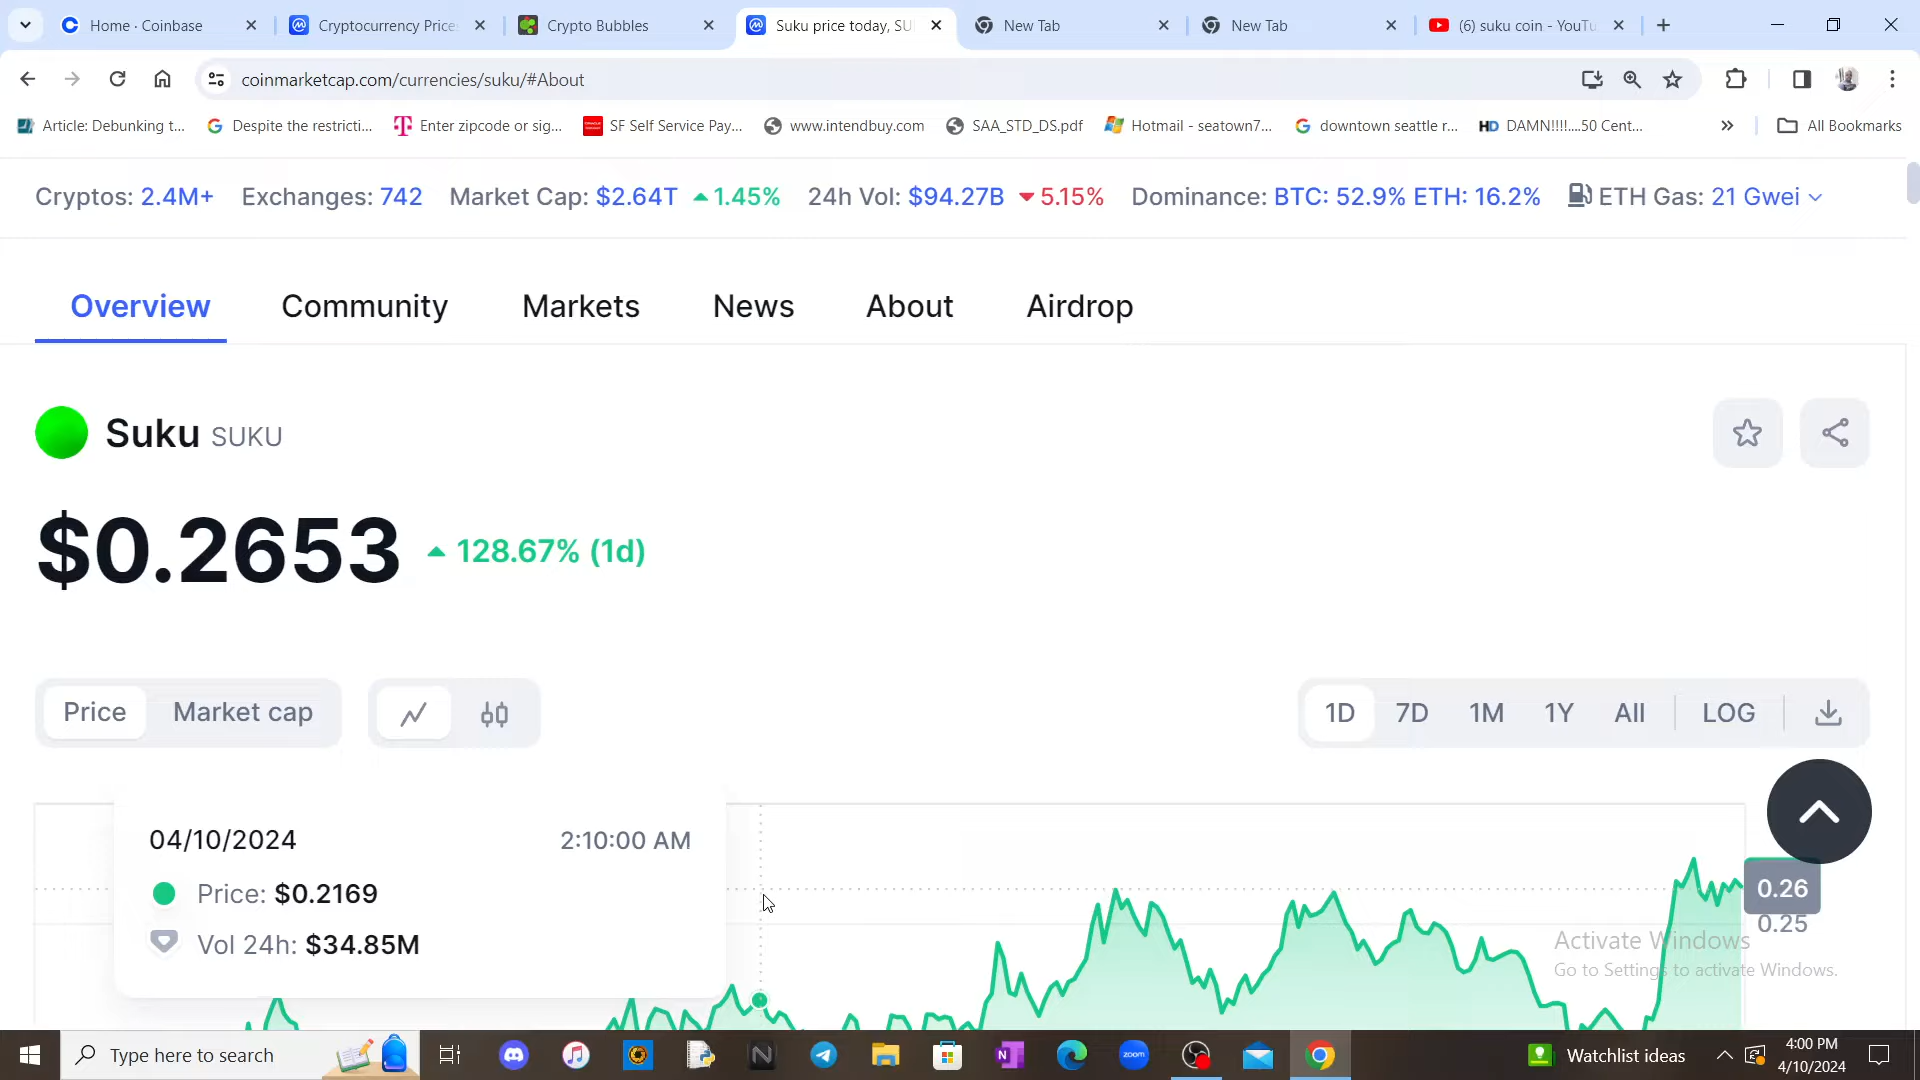 Home - Coinbase
Cryptocurrency Price
Crypto Bubbles
Suku price today, SU
New Tab
New Tab
(6) suku coin - YouTu
coinmarketcap.com/currencies/suku/#About
Article: Debunking t...
Despite the restricti...
Enter zipcode or sig...
SF Self Service Pay...
www.intendbuy.com
SAA_STD_DS.pdf
Hotmail - seatown7...
downtown seattle r...
HD DAMN!!!!....50 Cent...
All Bookmarks
Cryptos: 2.4M+ Exchanges: 742 Market Cap: $2.64T 1.45% 24h Vol: $94.27B 5.15% Dominance: BTC: 52.9% ETH: 16.2% ETH Gas: 21 Gwei
Overview Community Markets News About Airdrop
Suku SUKU
$0.2653 128.67% (1d)
Price Market cap
1D 7D 1M 1Y All LOG
04/10/2024 2:10:00 AM
Price: $0.2169
Vol 24h: $34.85M
0.26
0.25
Activate Windows
Go to Settings to activate Windows.
Type here to search
zoom
Watchlist ideas
4:00 PM
4/10/2024